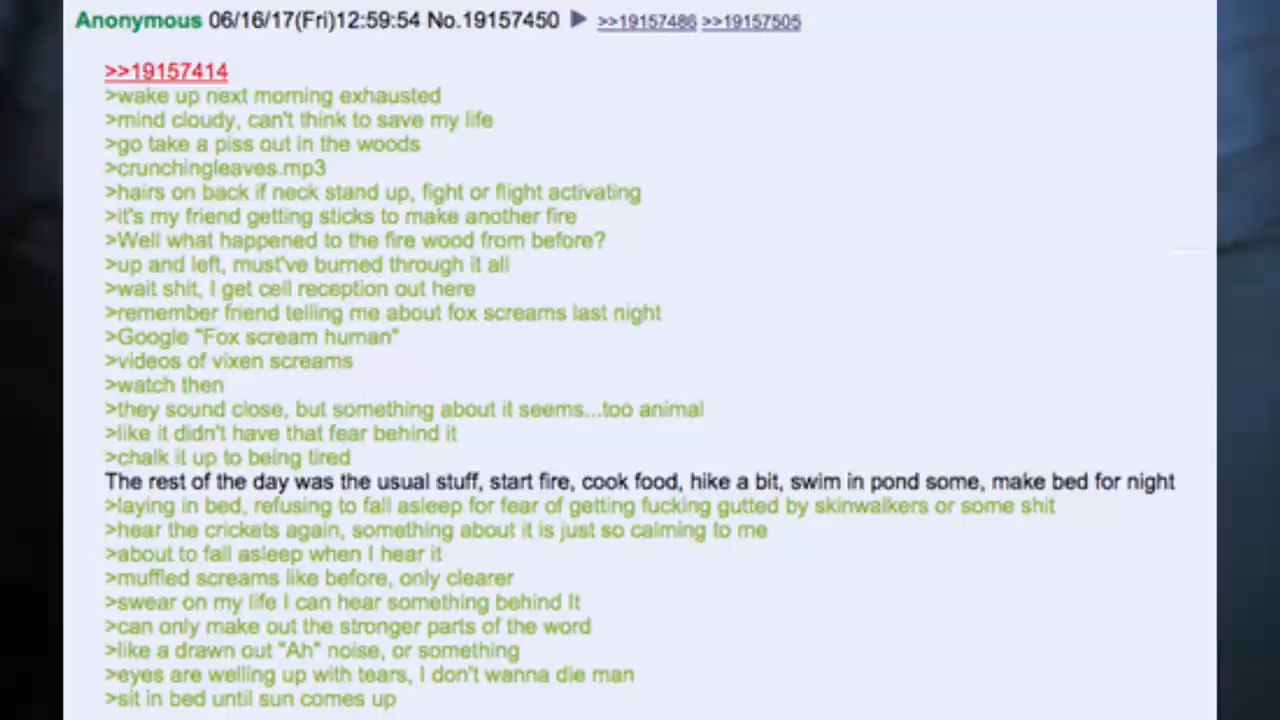 Anonymous 06/16/17(Fri)12:59:54 No.19157450 ▶ >>19157486 >>19157505
>>19157414
>wake up next morning exhausted
>mind cloudy, can't think to save my life
>go take a piss out in the woods
>crunchingleaves.mp3
>hairs on back if neck stand up, fight or flight activating
>it's my friend getting sticks to make another fire
>Well what happened to the fire wood from before?
>up and left, must've burned through it all
>wait shit, I get cell reception out here
>remember friend telling me about fox screams last night
>Google "Fox scream human"
>videos of vixen screams
>watch then
>they sound close, but something about it seems...too animal
>like it didn't have that fear behind it
>chalk it up to being tired
The rest of the day was the usual stuff, start fire, cook food, hike a bit, swim in pond some, make bed for night
>laying in bed, refusing to fall asleep for fear of getting fucking gutted by skinwalkers or some shit
>hear the crickets again, something about it is just so calming to me
>about to fall asleep when I hear it
>muffled screams like before, only clearer
>swear on my life I can hear something behind It
>can only make out the stronger parts of the word
>like a drawn out "Ah" noise, or something
>eyes are welling up with tears, I don't wanna die man
>sit in bed until sun comes up